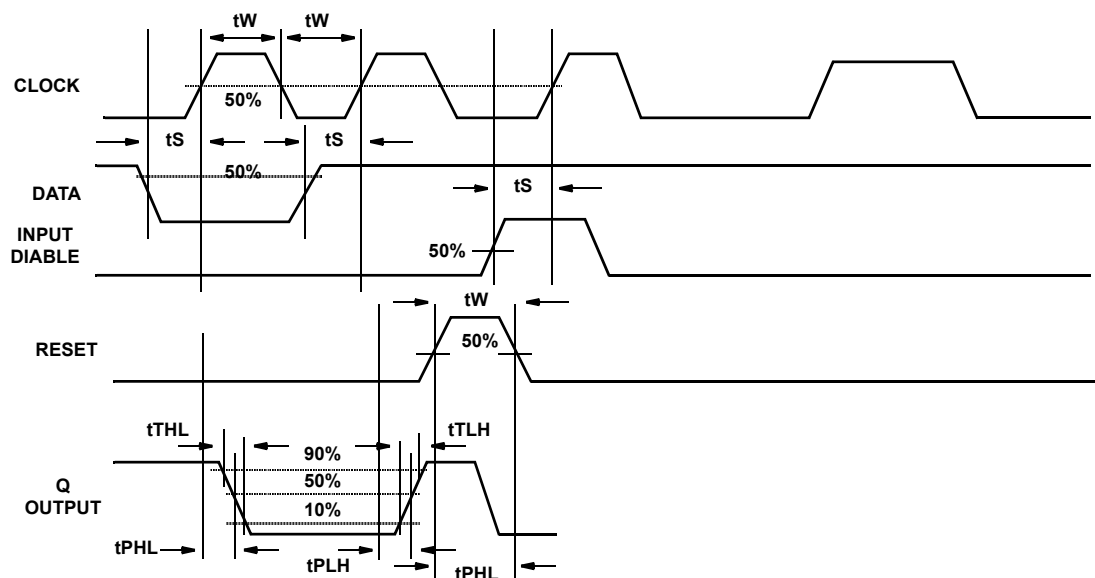 tW tW
CLOCK
50%
tS tS
50%
DATA
tS
INPUT
DIABLE
50%
tW
RESET
50%
tTHL tTLH
90%
50%
Q
OUTPUT
10%
tPHL
tPLH
tPHL